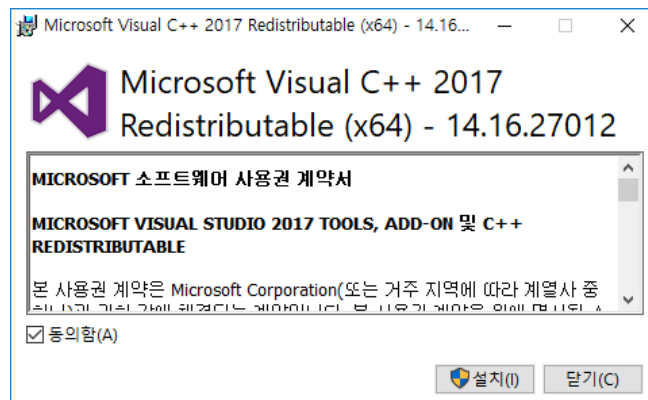 Microsoft Visual C++ 2017 Redistributable (x64) - 14.16...
Microsoft Visual C++ 2017
Redistributable (x64) - 14.16.27012
MICROSOFT 소프트웨어 사용권 계약서
MICROSOFT VISUAL STUDIO 2017 TOOLS, ADD-ON 및 C++
REDISTRIBUTABLE
본 사용권 계약은 Microsoft Corporation(또는 거주 지역에 따라 계열사 중
동의함(A)
설치(I)
닫기(C)